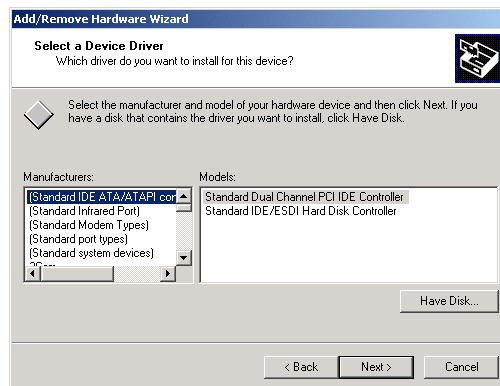 Add/Remove Hardware Wizard
Select a Device Driver
Which driver do you want to install for this device?
Select the manufacturer and model of your hardware device and then click Next. If you
have a disk that contains the driver you want to install, click Have Disk.
Manufacturers:
(Standard IDE ATA/ATAPI con
(Standard Infrared Port)
(Standard Modem Types)
(Standard port types)
(Standard system devices)
Models:
Standard Dual Channel PCI IDE Controller
Standard IDE/ESDI Hard Disk Controller
Have Disk...
< Back
Next >
Cancel